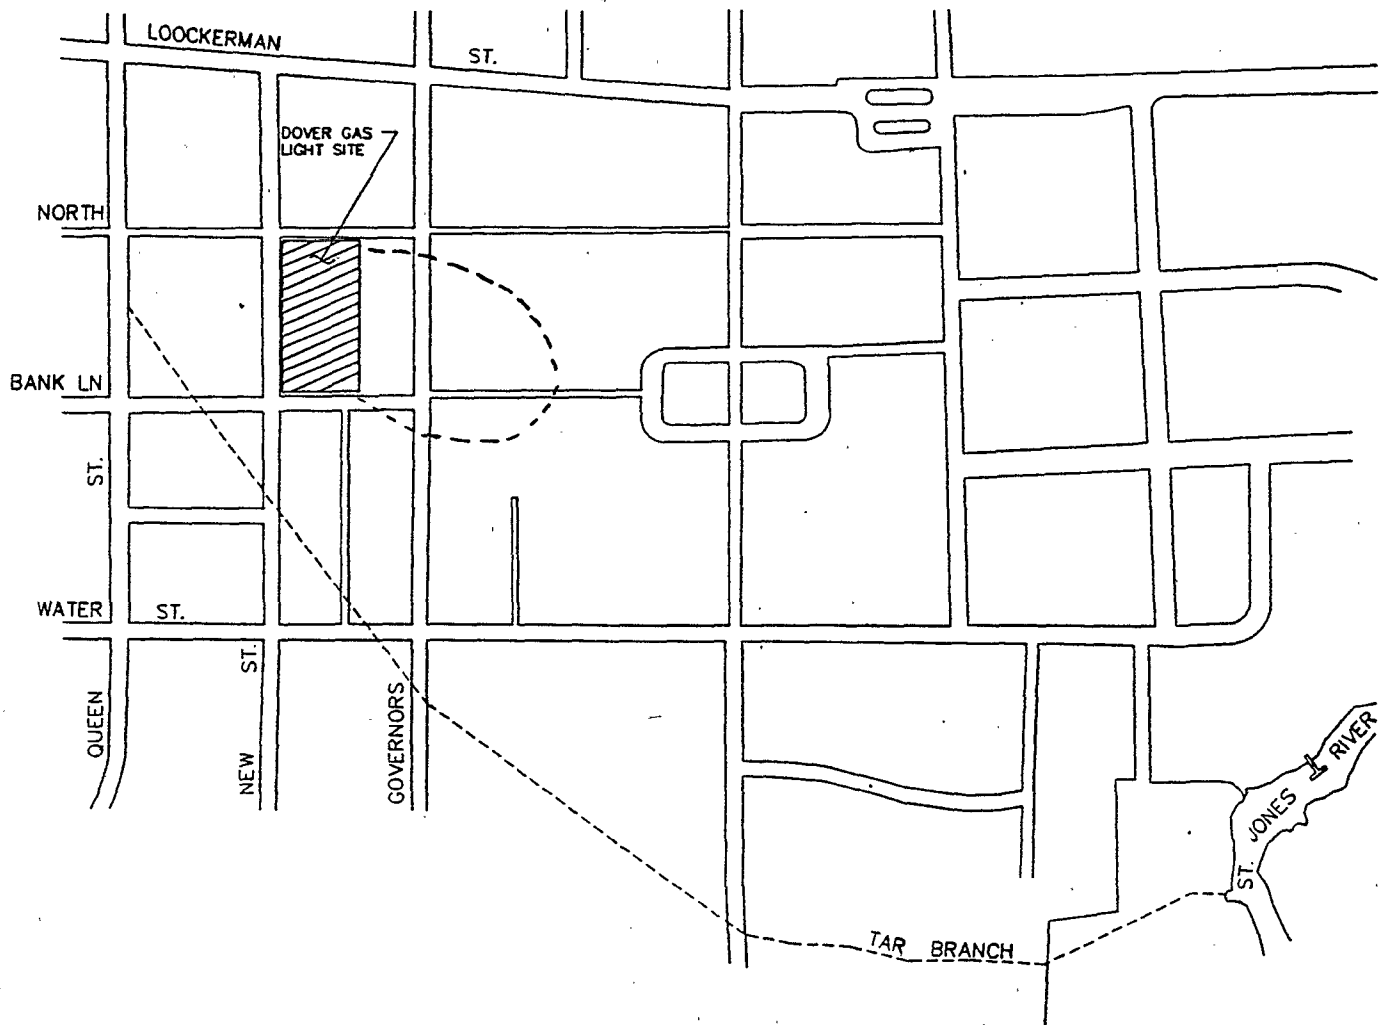 LOOCKERMAN
ST.
DOVER GAS
LIGHT SITE
NORTH
BANK LN
ST.
WATER
ST.
ST.
QUEEN
NEW
GOVERNORS
RIVER
JONES
ST.
TAR BRANCH